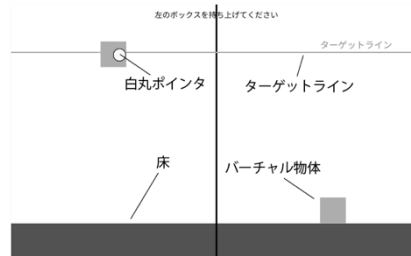 左のボックスを持ち上げてください
ターゲットライン
白丸ポインタ
ターゲットライン
床
バーチャル物体